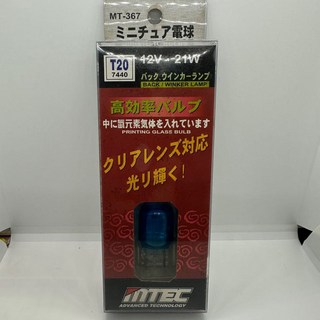 MT-367
ミニチュア電球
T20
7440
12V-21W
バック ウインカーランプ
BACK / WINKER LAMP
高効率バルブ
中に氫元素気体を入れています
PRINTING GLASS BULB
クリアレンズ対応
光り輝く!
MTEC
ADVANCED TECHNOLOGY